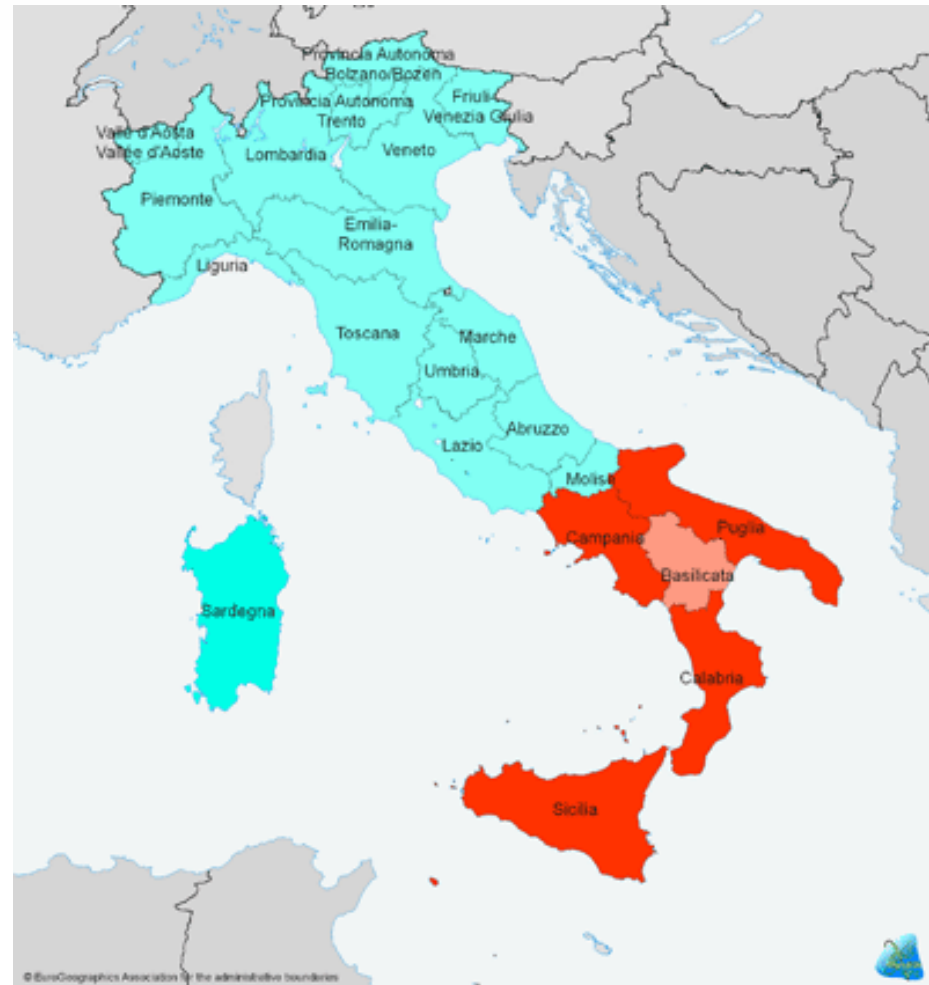 Provincia Autonoma
Bolzano/Bozen
Provincia Autonoma
Trento
Friuli-
Venezia Giulia
Valle d'Aosta
Vallée d'Aoste
Lombardia
Veneto
Piemonte
Emilia-
Romagna
Liguria
Toscana
Marche
Umbria
Abruzzo
Lazio
Molise
Campania
Puglia
Basilicata
Sardegna
Calabria
Sicilia
© EuroGeographics Association for the administrative boundaries